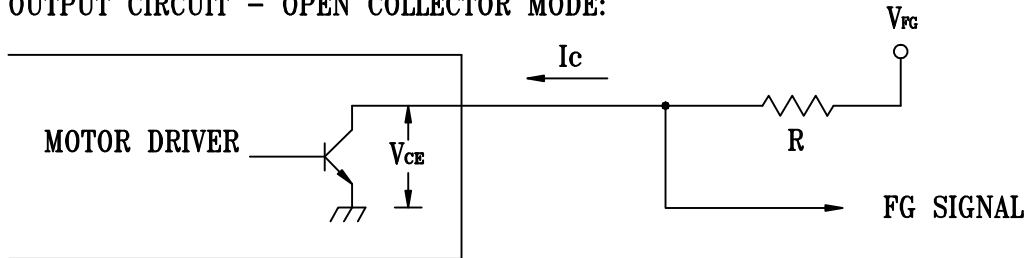 OUTPUT CIRCUIT - OPEN COLLECTOR MODE:
VFG
Ic
MOTOR DRIVER
VCE
R
FG SIGNAL